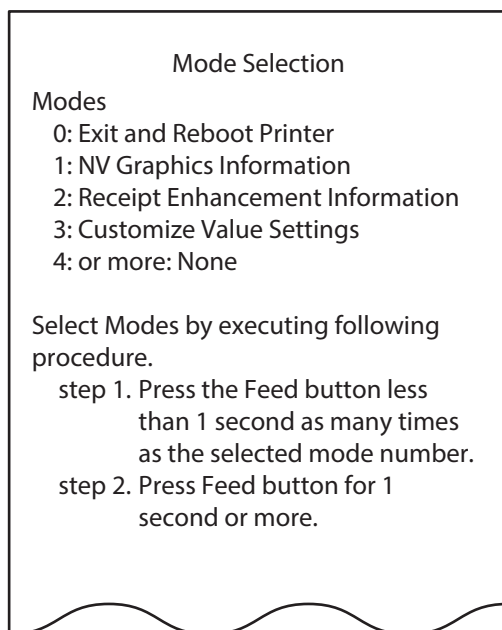 Mode Selection
Modes
0: Exit and Reboot Printer
1: NV Graphics Information
2: Receipt Enhancement Information
3: Customize Value Settings
4: or more: None
Select Modes by executing following
procedure.
step 1. Press the Feed button less
than 1 second as many times
as the selected mode number.
step 2. Press Feed button for 1
second or more.